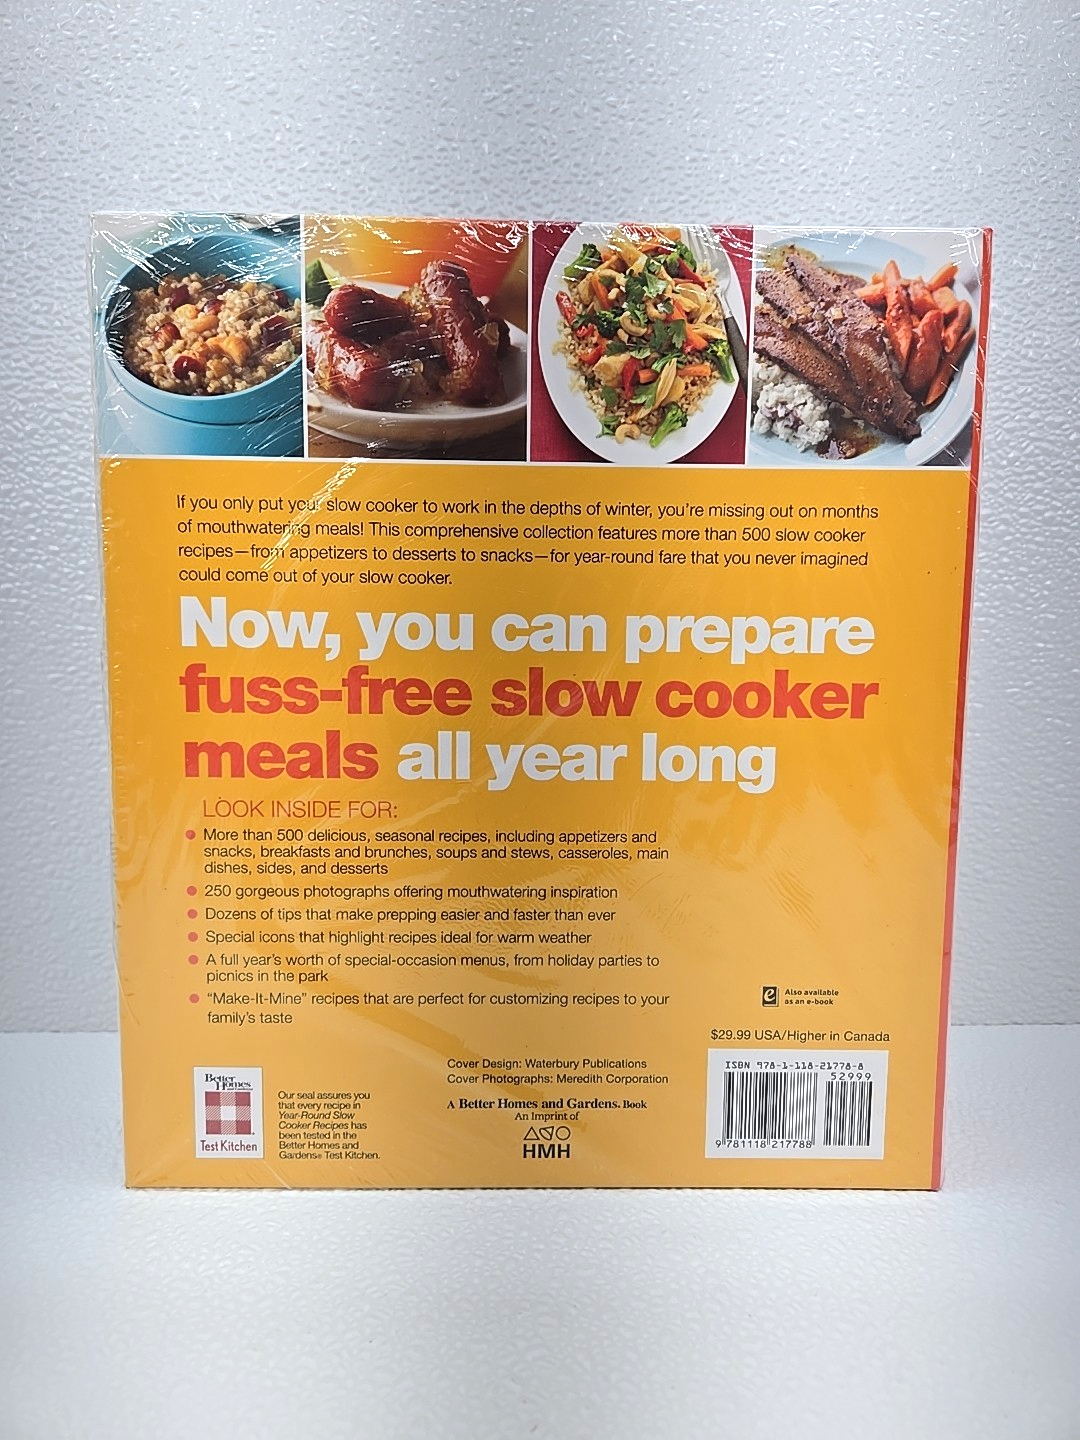 If you only put your slow cooker to work in the depths of winter, you're missing out on months
of mouthwatering meals! This comprehensive collection features more than 500 slow cooker
recipes—from appetizers to desserts to snacks—for year-round fare that you never imagined
could come out of your slow cooker.
Now, you can prepare
fuss-free slow cooker
meals all year long
LOOK INSIDE FOR:
• More than 500 delicious, seasonal recipes, including appetizers and
snacks, breakfasts and brunches, soups and stews, casseroles, main
dishes, sides, and desserts
• 250 gorgeous photographs offering mouthwatering inspiration
• Dozens of tips that make prepping easier and faster than ever
• Special icons that highlight recipes ideal for warm weather
• A full year's worth of special-occasion menus, from holiday parties to
picnics in the park
• "Make-It-Mine" recipes that are perfect for customizing recipes to your
family's taste
e Also available
as an e-book
$29.99 USA/Higher in Canada
ISBN 978-1-118-21778-8
52999
9 781118 217788
Cover Design: Waterbury Publications
Cover Photographs: Meredith Corporation
A Better Homes and Gardens® Book
An Imprint of
HMH
Better
Homes
and Gardens
Test Kitchen
Our seal assures you
that every recipe in
Year-Round Slow
Cooker Recipes has
been tested in the
Better Homes and
Gardens® Test Kitchen.